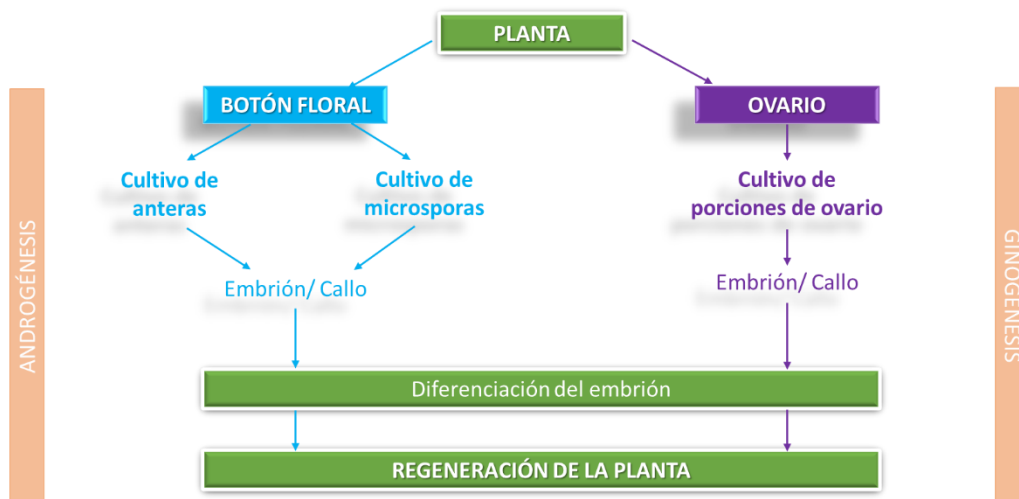 PLANTA
BOTÓN FLORAL
OVARIO
Cultivo de
anteras
Cultivo de
microsporas
Cultivo de
porciones de ovario
Embrión/ Callo
Embrión/ Callo
Diferenciación del embrión
REGENERACIÓN DE LA PLANTA
ANDROGÉNESIS
GINOGENESIS